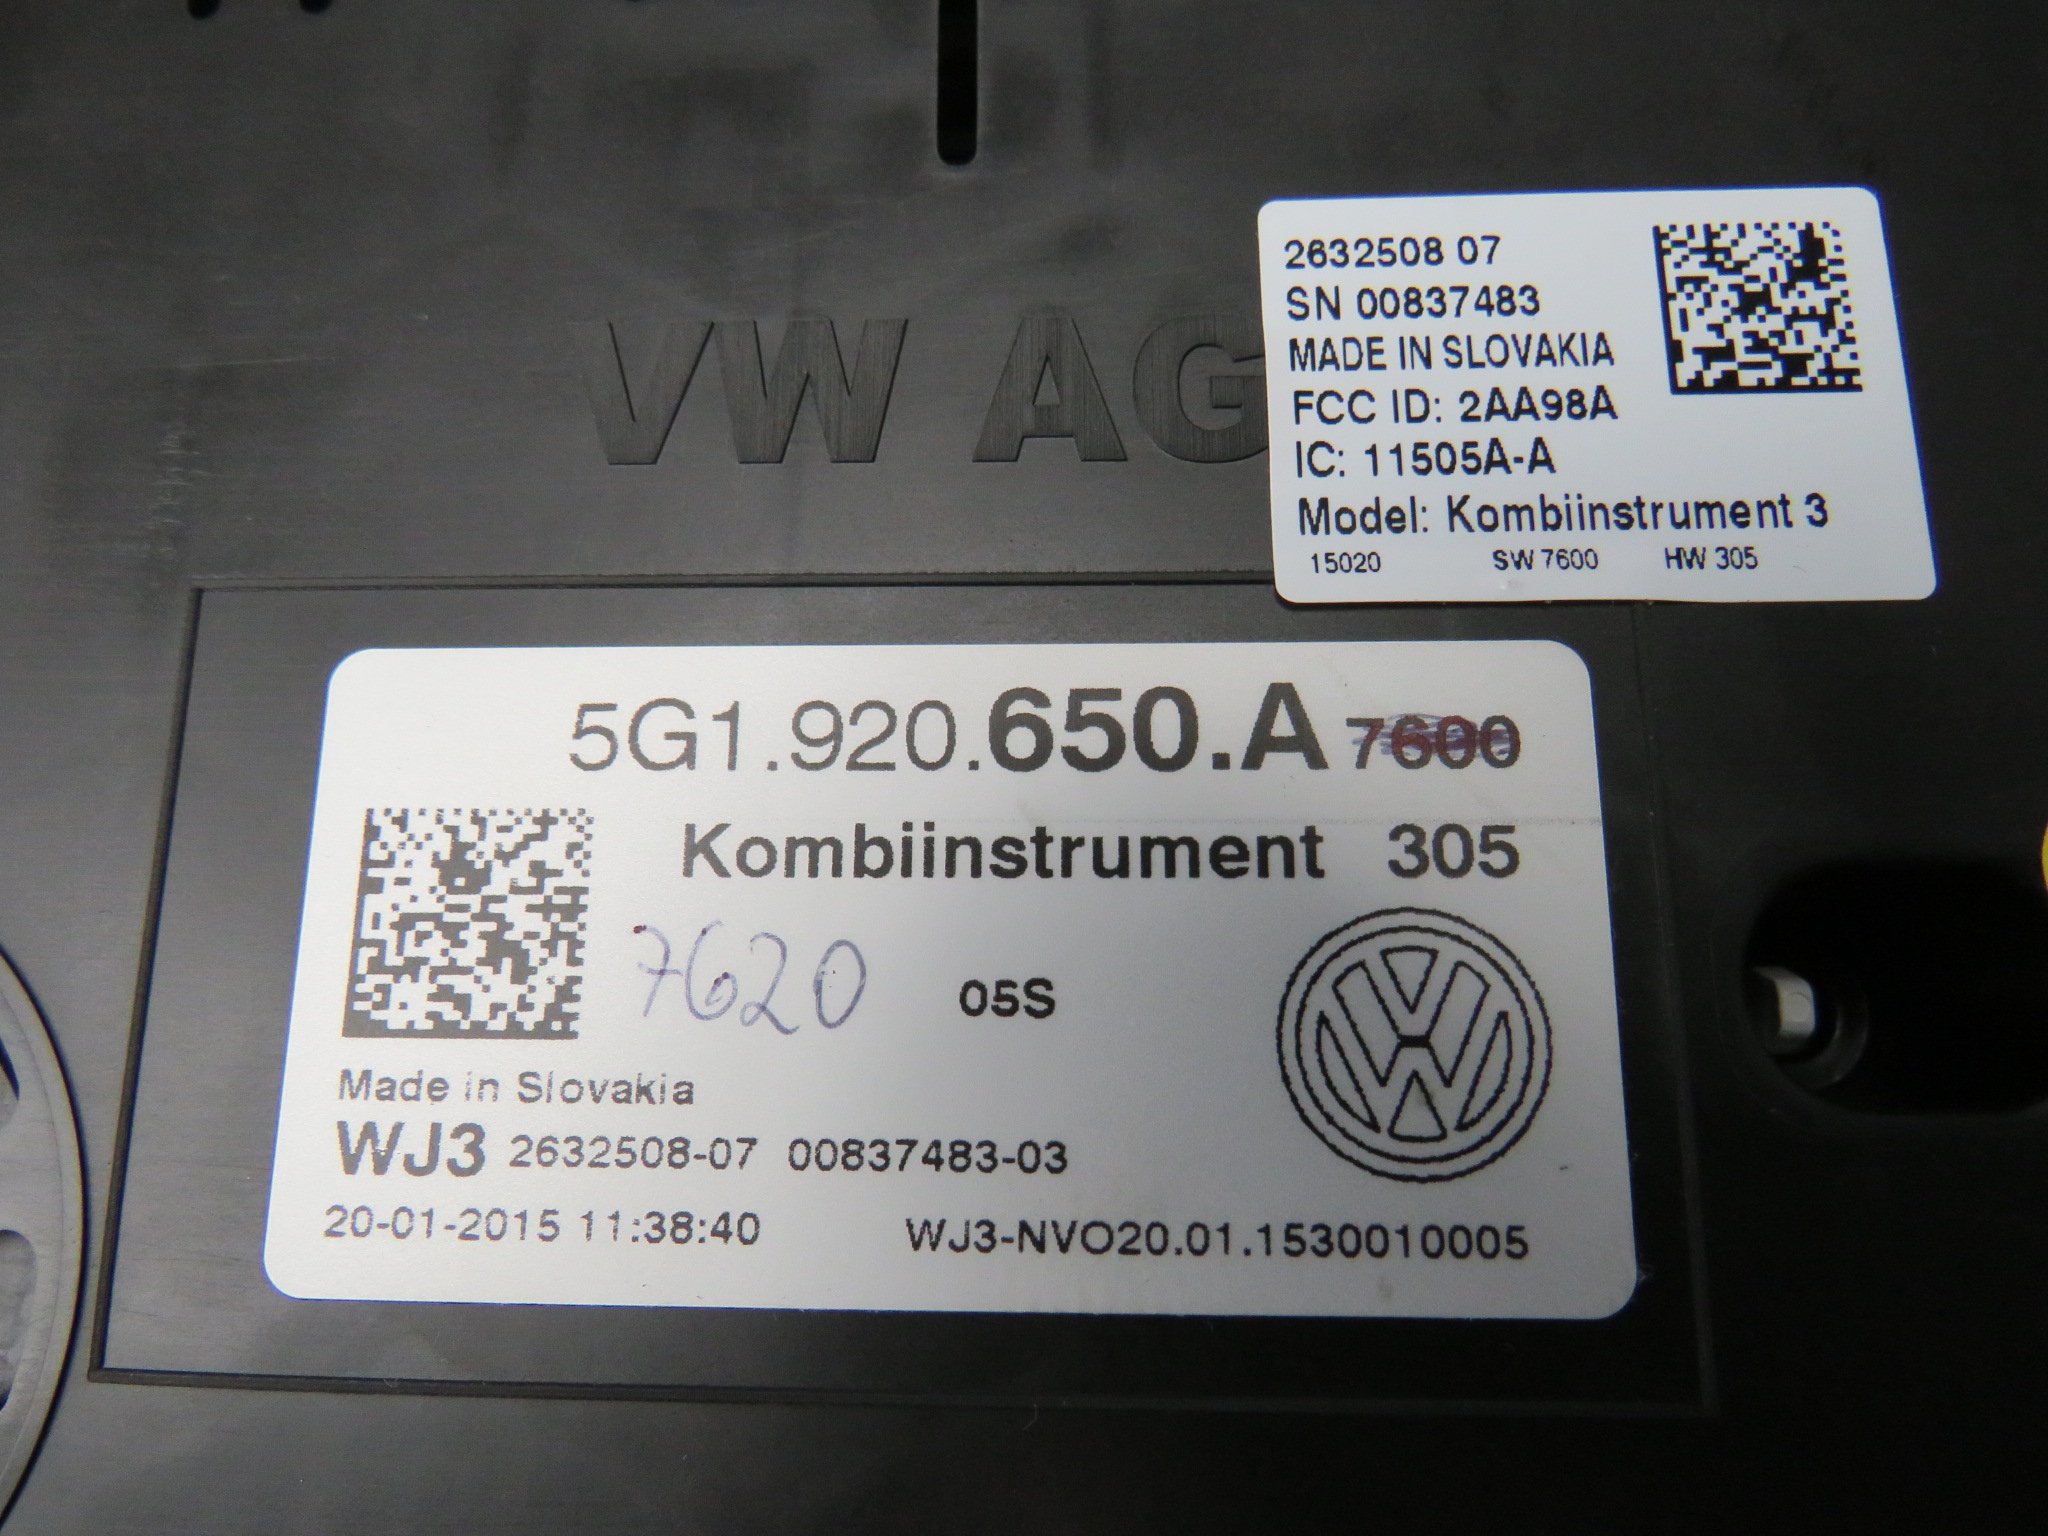 VW AG
2632508 07
SN 00837483
MADE IN SLOVAKIA
FCC ID: 2AA98A
IC: 11505A-A
Model: Kombiinstrument 3
15020 SW 7600 HW 305
5G1.920.650.A 7600
Kombiinstrument 305
7620 05S
Made in Slovakia
WJ3 2632508-07 00837483-03
20-01-2015 11:38:40 WJ3-NVO20.01.1530010005